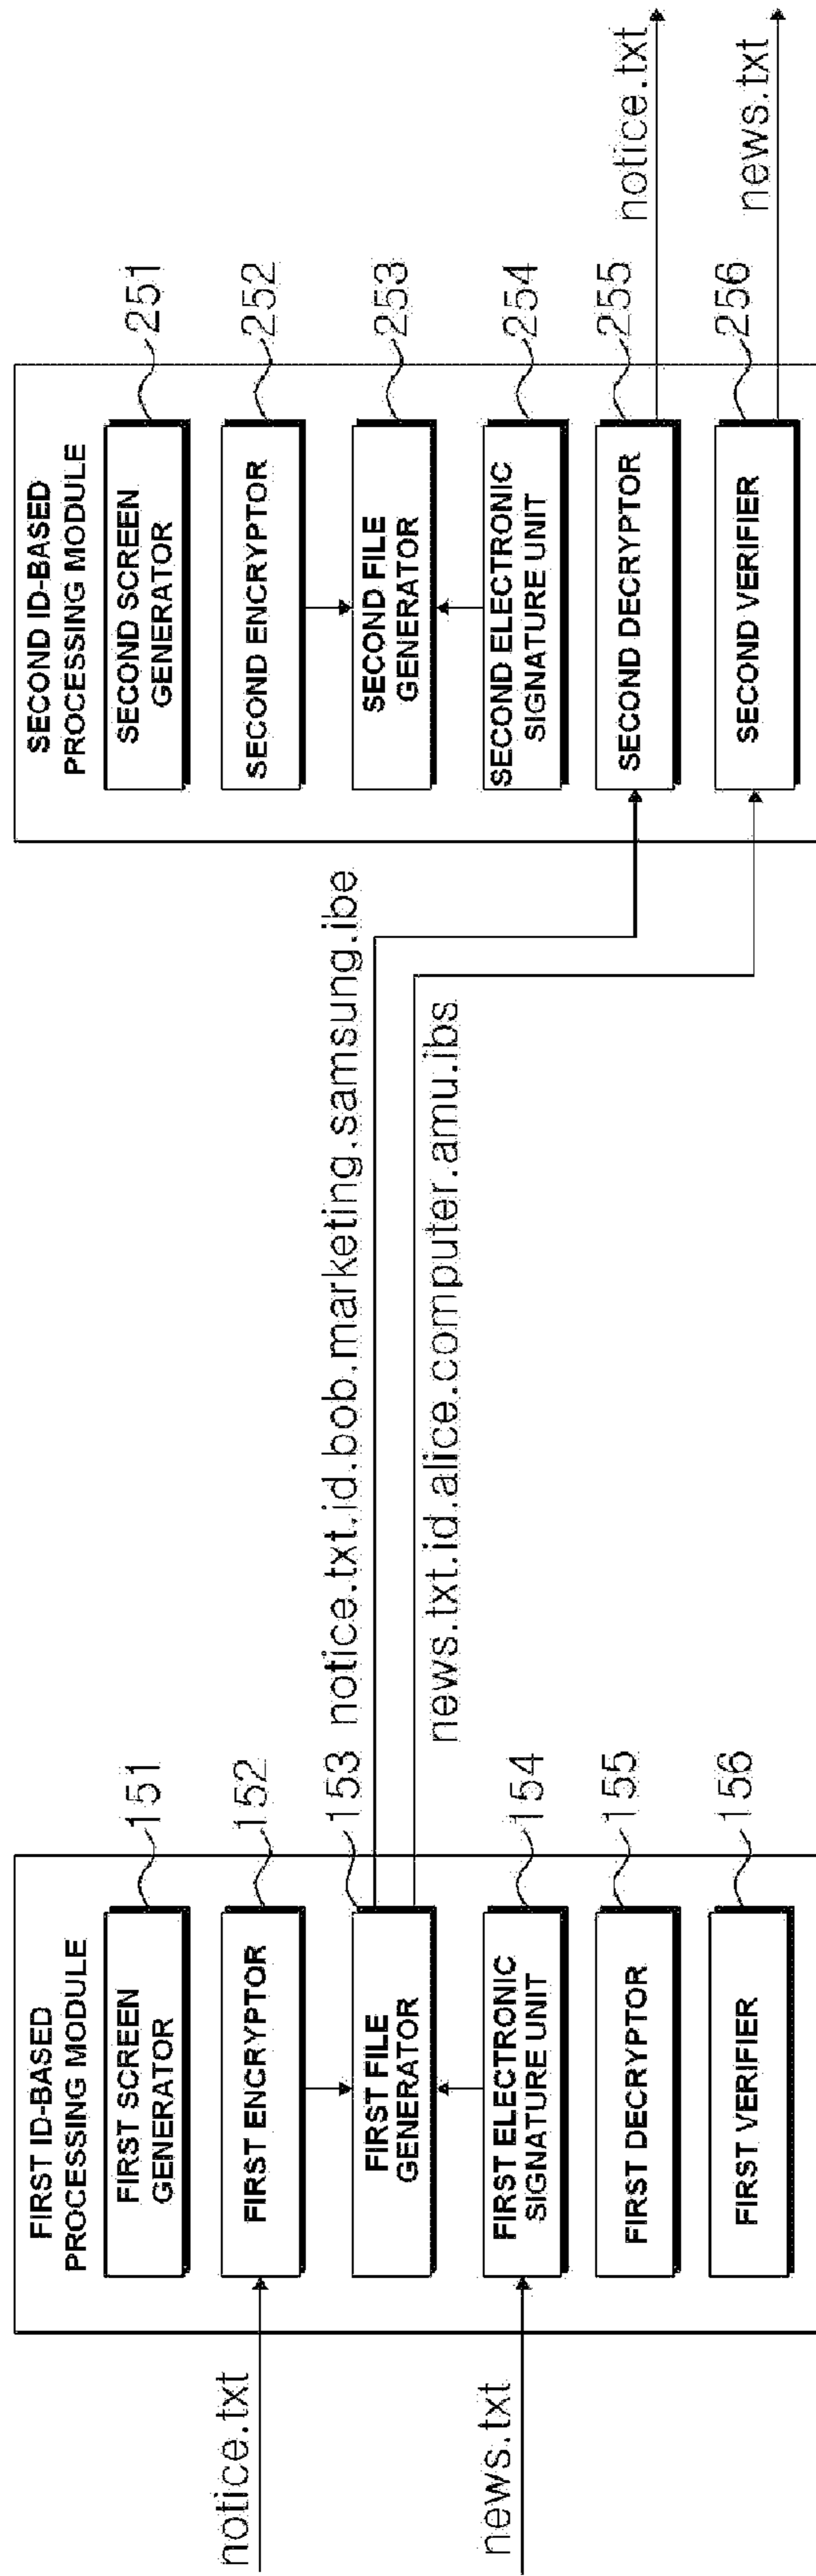 FIRST ID-BASED
PROCESSING MODULE
FIRST SCREEN
GENERATOR
151
notice.txt
FIRST ENCRYPTOR
152
FIRST FILE
GENERATOR
153
news.txt
FIRST ELECTRONIC
SIGNATURE UNIT
154
FIRST DECRYPTOR
155
FIRST VERIFIER
156
notice.txt.id.bob.marketing.samsung.ibe
news.txt.id.alice.computer.amu.ibs
SECOND ID-BASED
PROCESSING MODULE
SECOND SCREEN
GENERATOR
251
SECOND ENCRYPTOR
252
SECOND FILE
GENERATOR
253
SECOND ELECTRONIC
SIGNATURE UNIT
254
SECOND DECRYPTOR
255
notice.txt
SECOND VERIFIER
256
news.txt